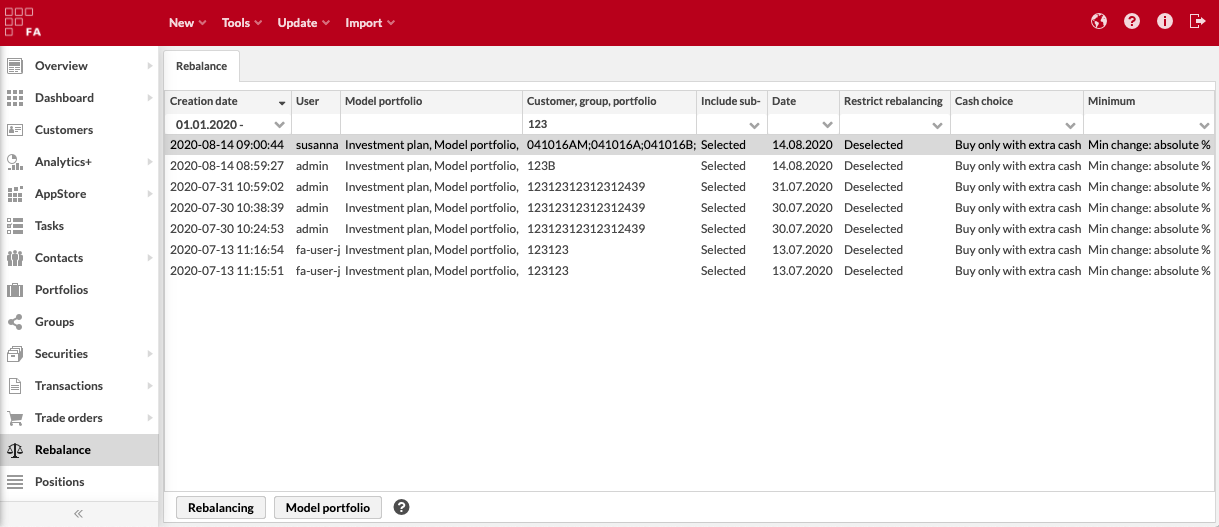 FA New Tools Update Import
Overview
Dashboard
Customers
Analytics+
AppStore
Tasks
Contacts
Portfolios
Groups
Securities
Transactions
Trade orders
Rebalance
Positions
Rebalance
Creation date User Model portfolio Customer, group, portfolio Include sub- Date Restrict rebalancing Cash choice Minimum
01.01.2020 - 123
2020-08-14 09:00:44 susanna Investment plan, Model portfolio, 041016AM;041016A;041016B; Selected 14.08.2020 Deselected Buy only with extra cash Min change: absolute %
2020-08-14 08:59:27 admin Investment plan, Model portfolio, 123B Selected 14.08.2020 Deselected Buy only with extra cash Min change: absolute %
2020-07-31 10:59:02 admin Investment plan, Model portfolio, 12312312312312439 Selected 31.07.2020 Deselected Buy only with extra cash Min change: absolute %
2020-07-30 10:38:39 admin Investment plan, Model portfolio, 12312312312312439 Selected 30.07.2020 Deselected Buy only with extra cash Min change: absolute %
2020-07-30 10:24:53 admin Investment plan, Model portfolio, 12312312312312439 Selected 30.07.2020 Deselected Buy only with extra cash Min change: absolute %
2020-07-13 11:16:54 fa-user-j Investment plan, Model portfolio, 123123 Selected 13.07.2020 Deselected Buy only with extra cash Min change: absolute %
2020-07-13 11:15:51 fa-user-j Investment plan, Model portfolio, 123123 Selected 13.07.2020 Deselected Buy only with extra cash Min change: absolute %
Rebalancing Model portfolio